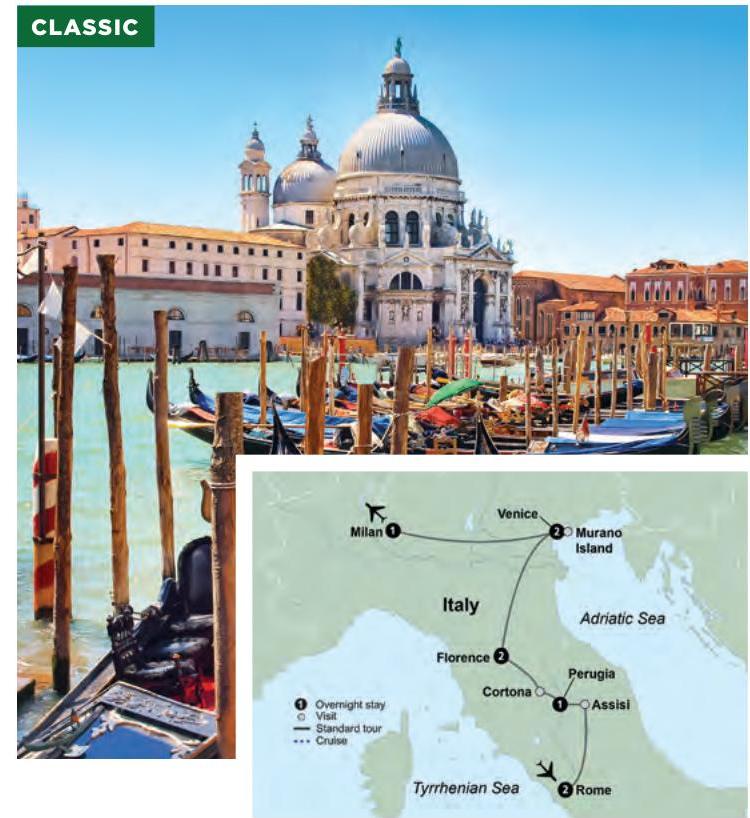 CLASSIC
Venice
Milan 1
2
Murano
Island
Italy
Adriatic Sea
Florence 2
Perugia
Cortona
1
Assisi
1 Overnight stay
Visit
Standard tour
Cruise
Tyrrhenian Sea
2 Rome